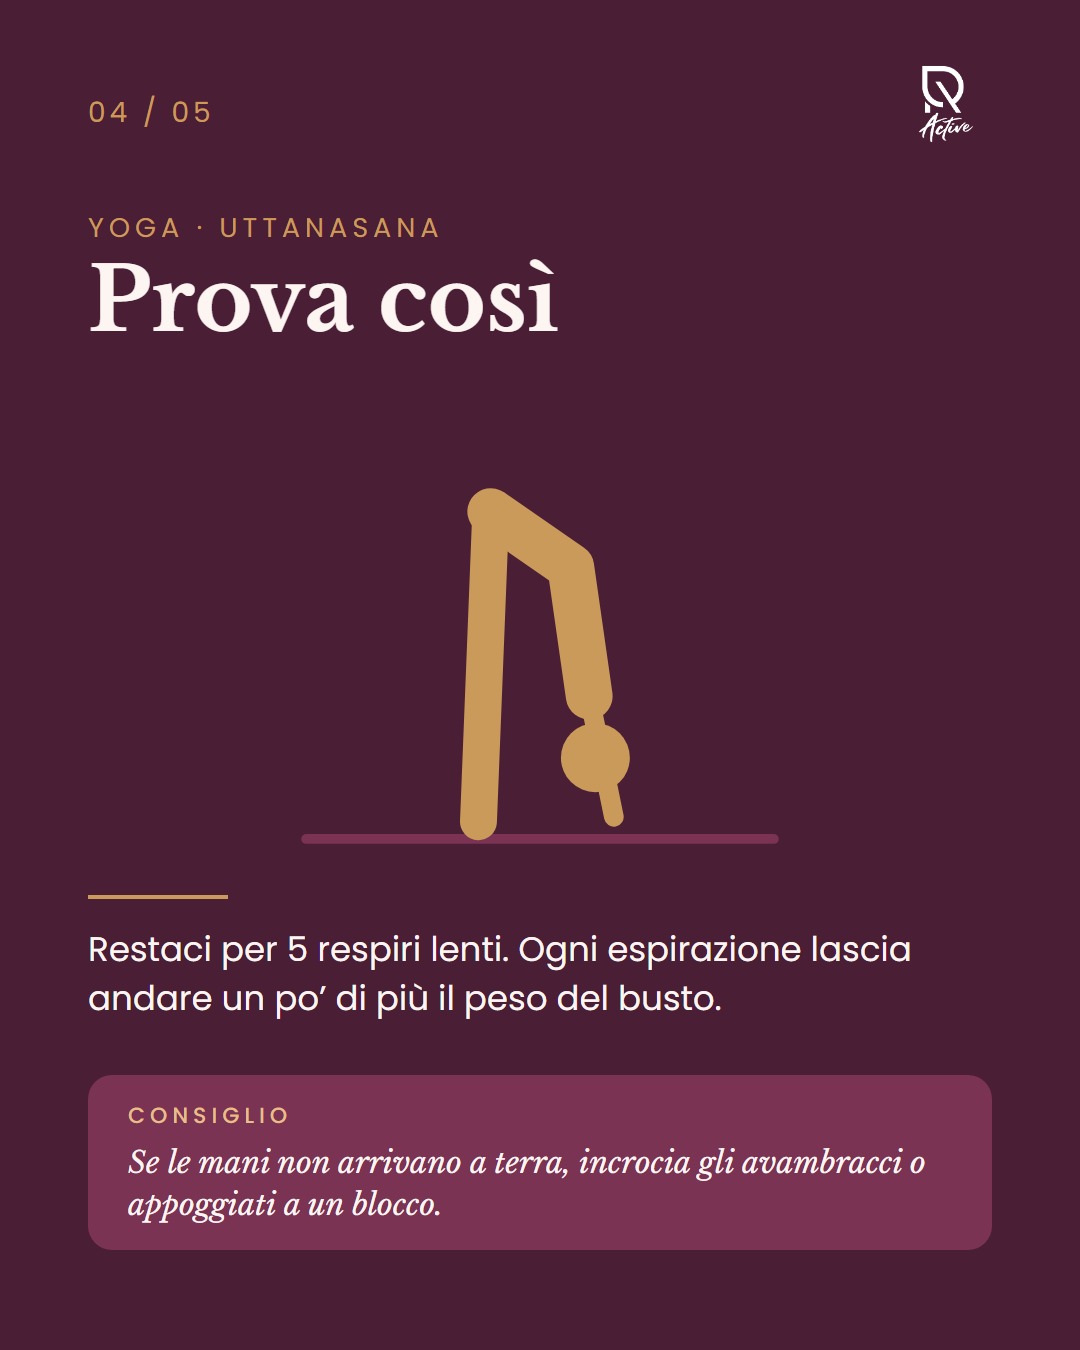 04 / 05
R
Active
YOGA · UTTANASANA
Prova così
Restaci per 5 respiri lenti. Ogni espirazione lascia
andare un po’ di più il peso del busto.
CONSIGLIO
Se le mani non arrivano a terra, incrocia gli avambracci o
appoggiati a un blocco.